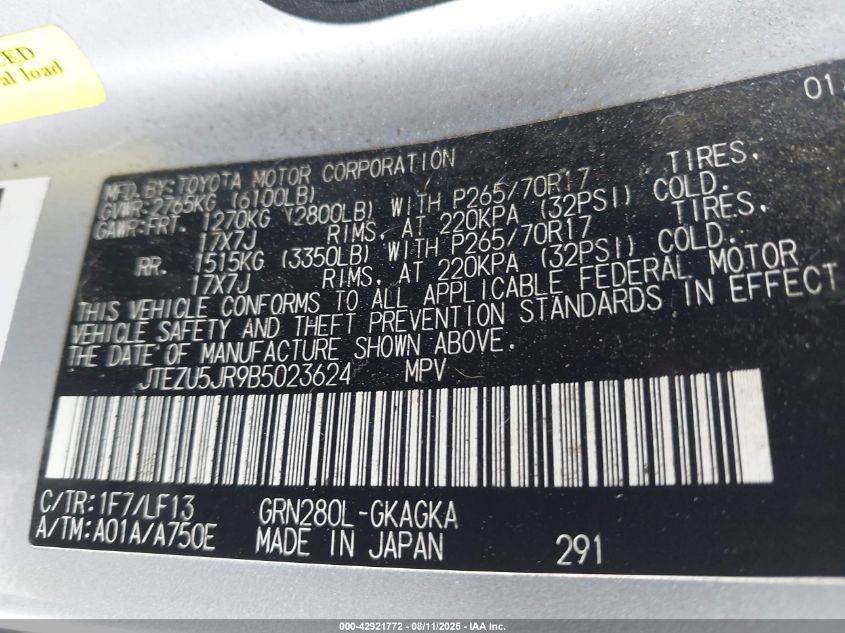 CED
al load
01
MFD.BY:TOYOTA MOTOR CORPORATION
GVWR:2765KG (6100LB)
GAWR:FRT. 1270KG (2800LB) WITH P265/70R17 TIRES,
17X7J RIMS, AT 220KPA (32PSI) COLD.
RR. 1515KG (3350LB) WITH P265/70R17 TIRES,
17X7J RIMS, AT 220KPA (32PSI) COLD.
THIS VEHICLE CONFORMS TO ALL APPLICABLE FEDERAL MOTOR
VEHICLE SAFETY AND THEFT PREVENTION STANDARDS IN EFFECT
THE DATE OF MANUFACTURE SHOWN ABOVE.
JTEZU5JR9B5023624 MPV
C/TR:1F7/LF13 GRN280L-GKAGKA
A/TM:A01A/A750E MADE IN JAPAN 291
000-42921772 - 08/11/2025 - IAA Inc.